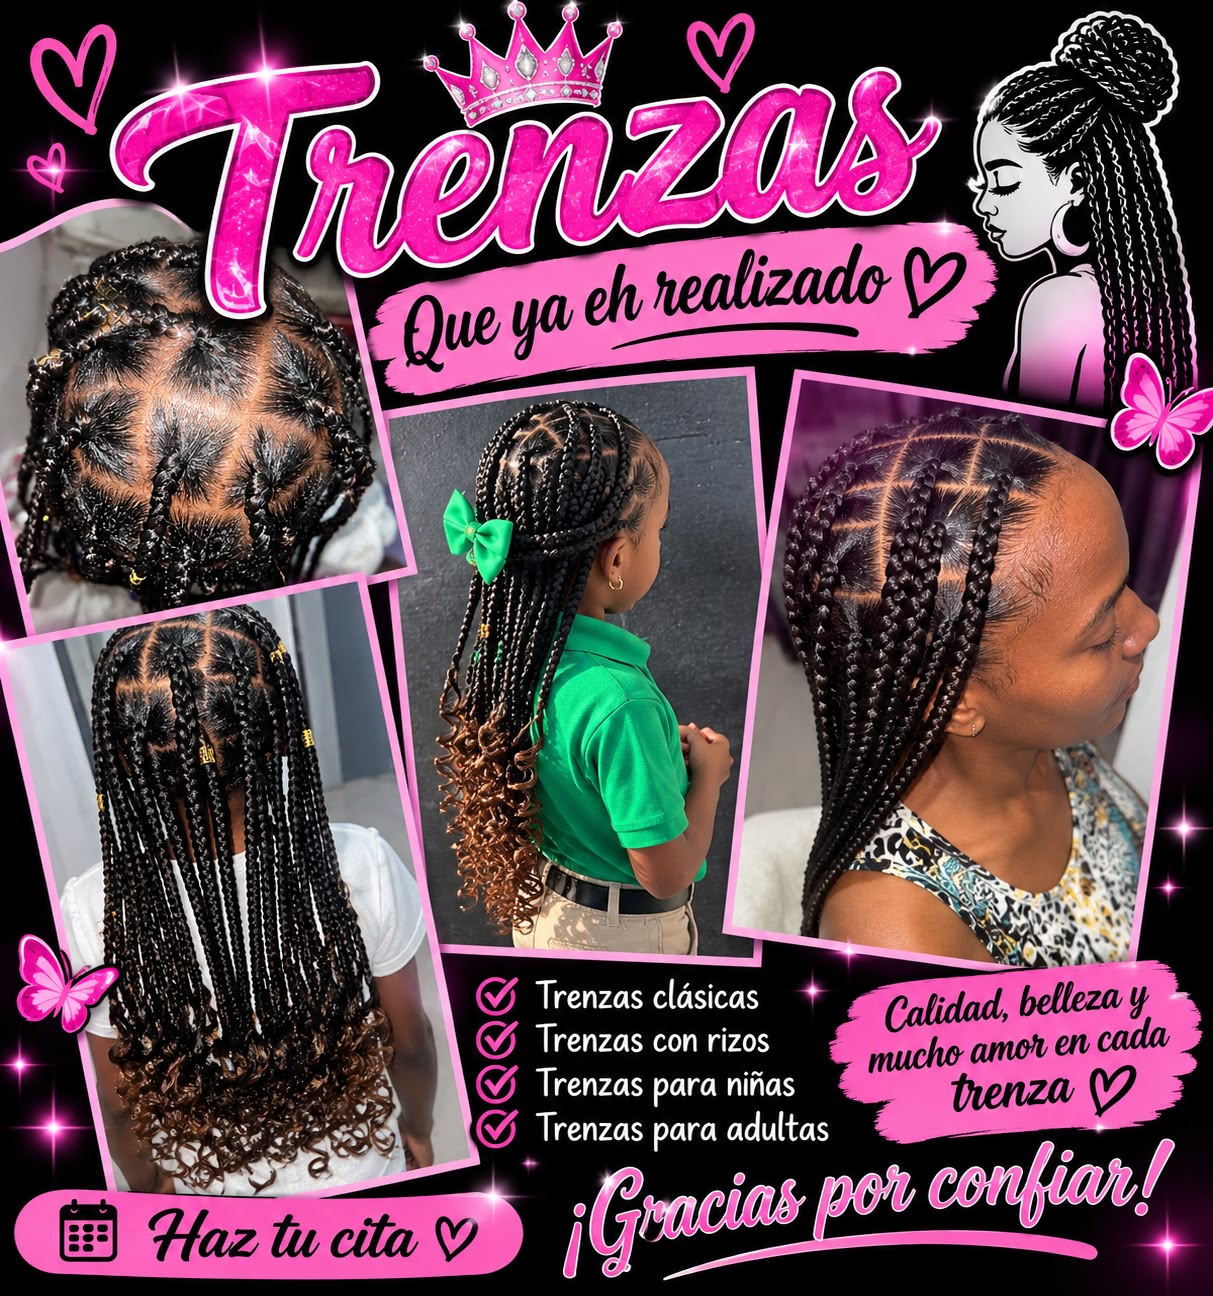 Trenzas
Que ya eh realizado
Trenzas clásicas
Trenzas con rizos
Trenzas para niñas
Trenzas para adultas
Calidad, belleza y
mucho amor en cada
trenza
¡Gracias por confiar!
Haz tu cita